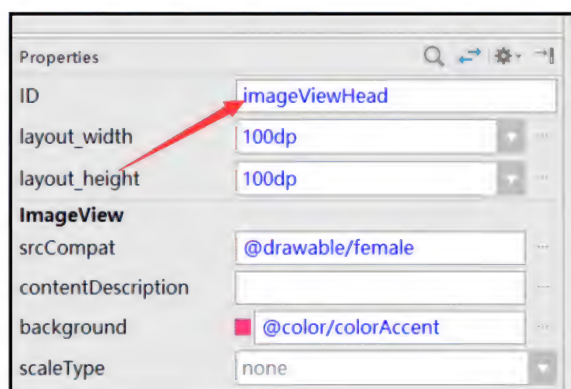 Properties
ID imageViewHead
layout_width 100dp
layout_height 100dp
ImageView
srcCompat @drawable/female
contentDescription
background @color/colorAccent
scaleType none